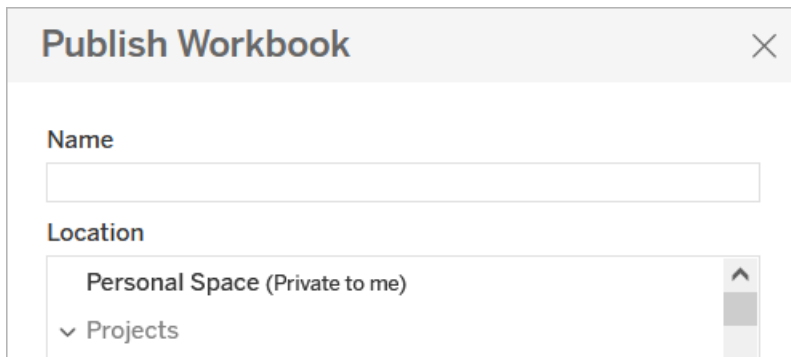 Publish Workbook
Name
Location
Personal Space (Private to me)
Projects